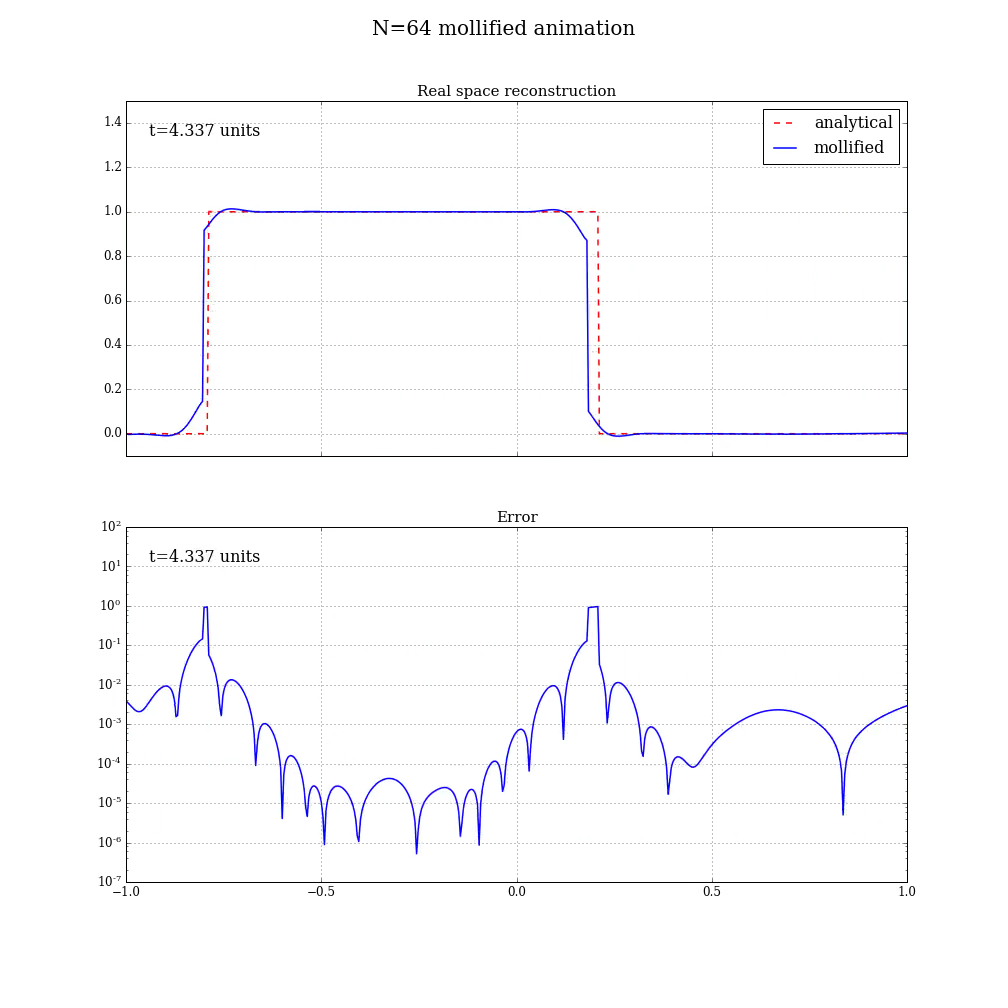 N=64 mollified animation
Real space reconstruction
t=4.337 units
analytical
mollified
1.4
1.2
1.0
0.8
0.6
0.4
0.2
0.0
Error
t=4.337 units
10²
10¹
10⁰
10⁻¹
10⁻²
10⁻³
10⁻⁴
10⁻⁵
10⁻⁶
10⁻⁷
−1.0 −0.5 0.0 0.5 1.0